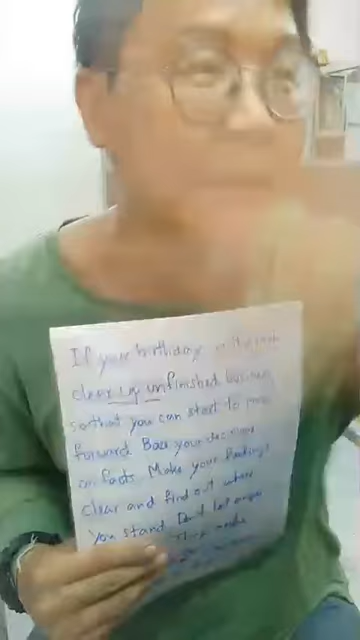 If your birthday is
clear up unfinished business
so that you can start to move
forward Base your decisions
on facts. Make your feelings
clear and find out where
you stand. Don't let anger